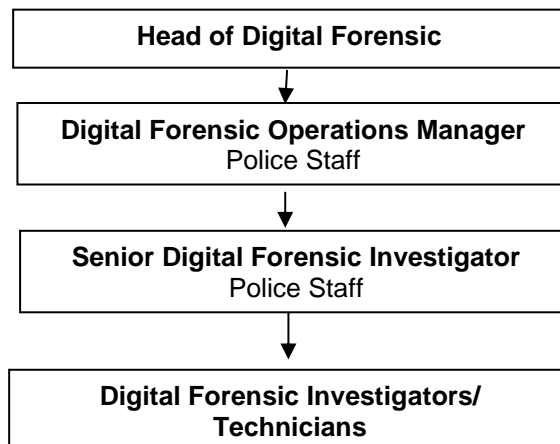 Head of Digital Forensic
Digital Forensic Operations Manager
Police Staff
Senior Digital Forensic Investigator
Police Staff
Digital Forensic Investigators/
Technicians